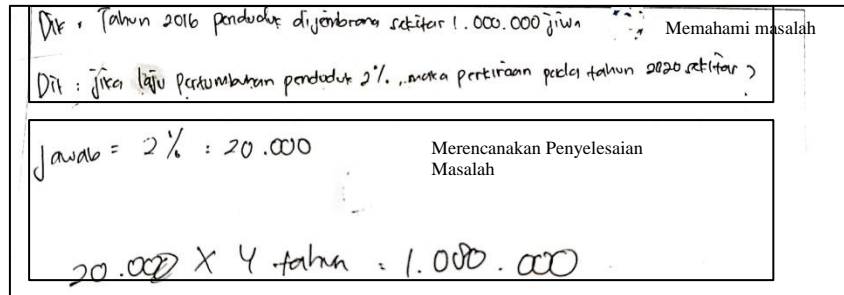 Dik : Tahun 2016 penduduk dijembrana sekitar 1.000.000 jiwa
Memahami masalah
Dit : jika laju pertumbuhan penduduk 2%, maka perkiraan pada tahun 2020 sekitar ?
Jawab = 2% : 20.000
Merencanakan Penyelesaian
Masalah
20.000 X 4 tahun : 1.080.000